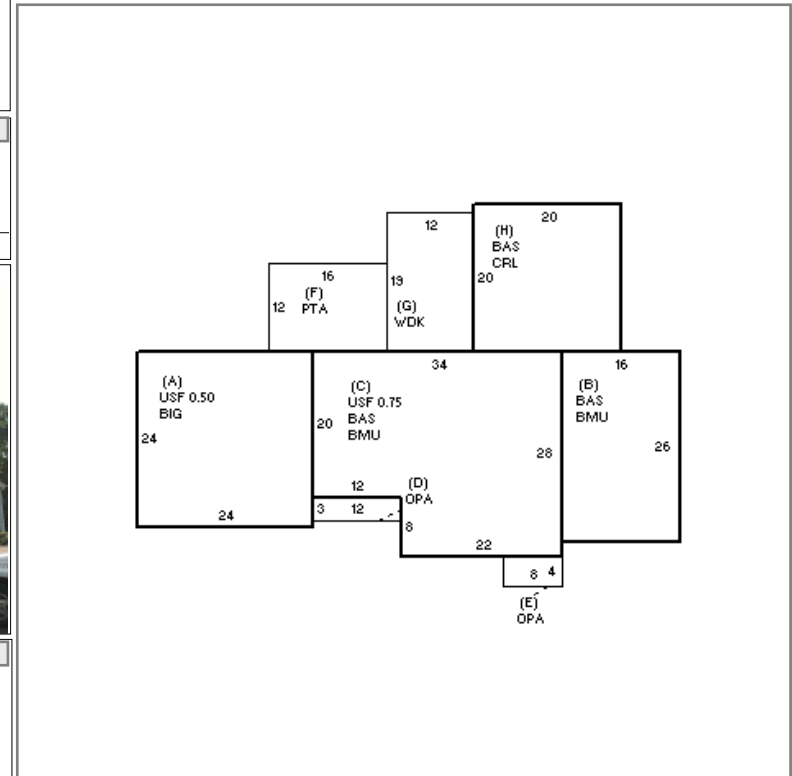 20
12
(H)
BAS
CRL
20
16
12
(F)
PTA
19
(G)
WDK
34
16
(A)
USF 0.50
BIG
24
24
(C)
USF 0.75
BAS
BMU
20
28
(B)
BAS
BMU
26
12
(D)
OPA
3
12
8
22
8
4
(E)
OPA